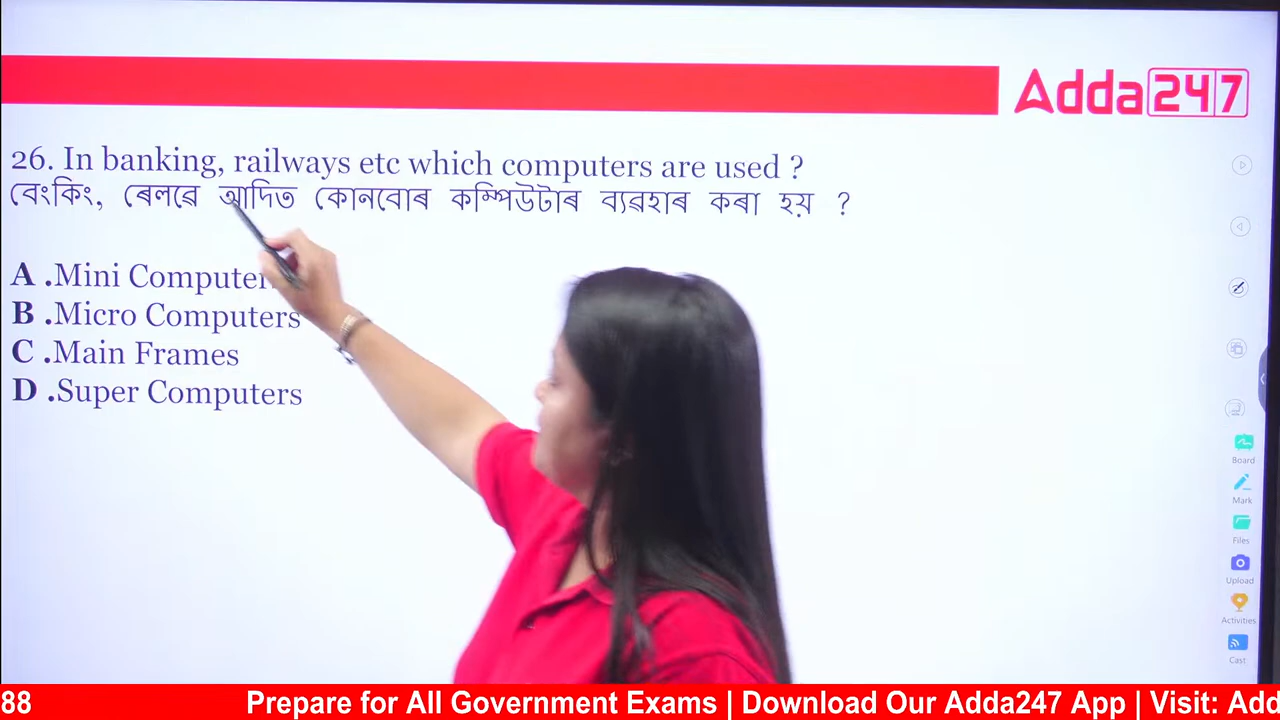 Adda247
26. In banking, railways etc which computers are used ?
বেংকিং, ৰেলৱে আদিত কোনবোৰ কম্পিউটাৰ ব্যৱহাৰ কৰা হয় ?
A .Mini Computer
B .Micro Computers
C .Main Frames
D .Super Computers
Board
Mark
Files
Upload
Activities
Cast
88 Prepare for All Government Exams | Download Our Adda247 App | Visit: Add